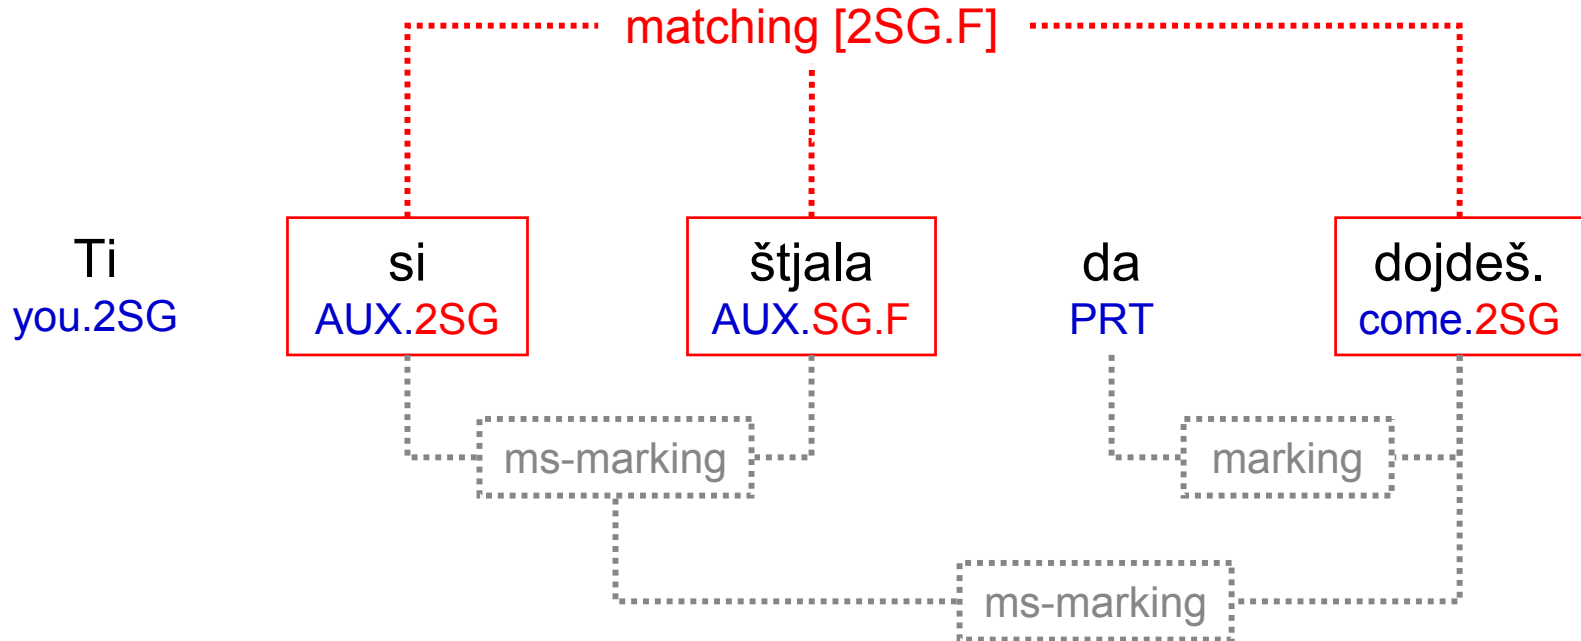 matching [2SG.F]
Ti si štjala da dojdeš.
you.2SG AUX.2SG AUX.SG.F PRT come.2SG
ms-marking marking
ms-marking